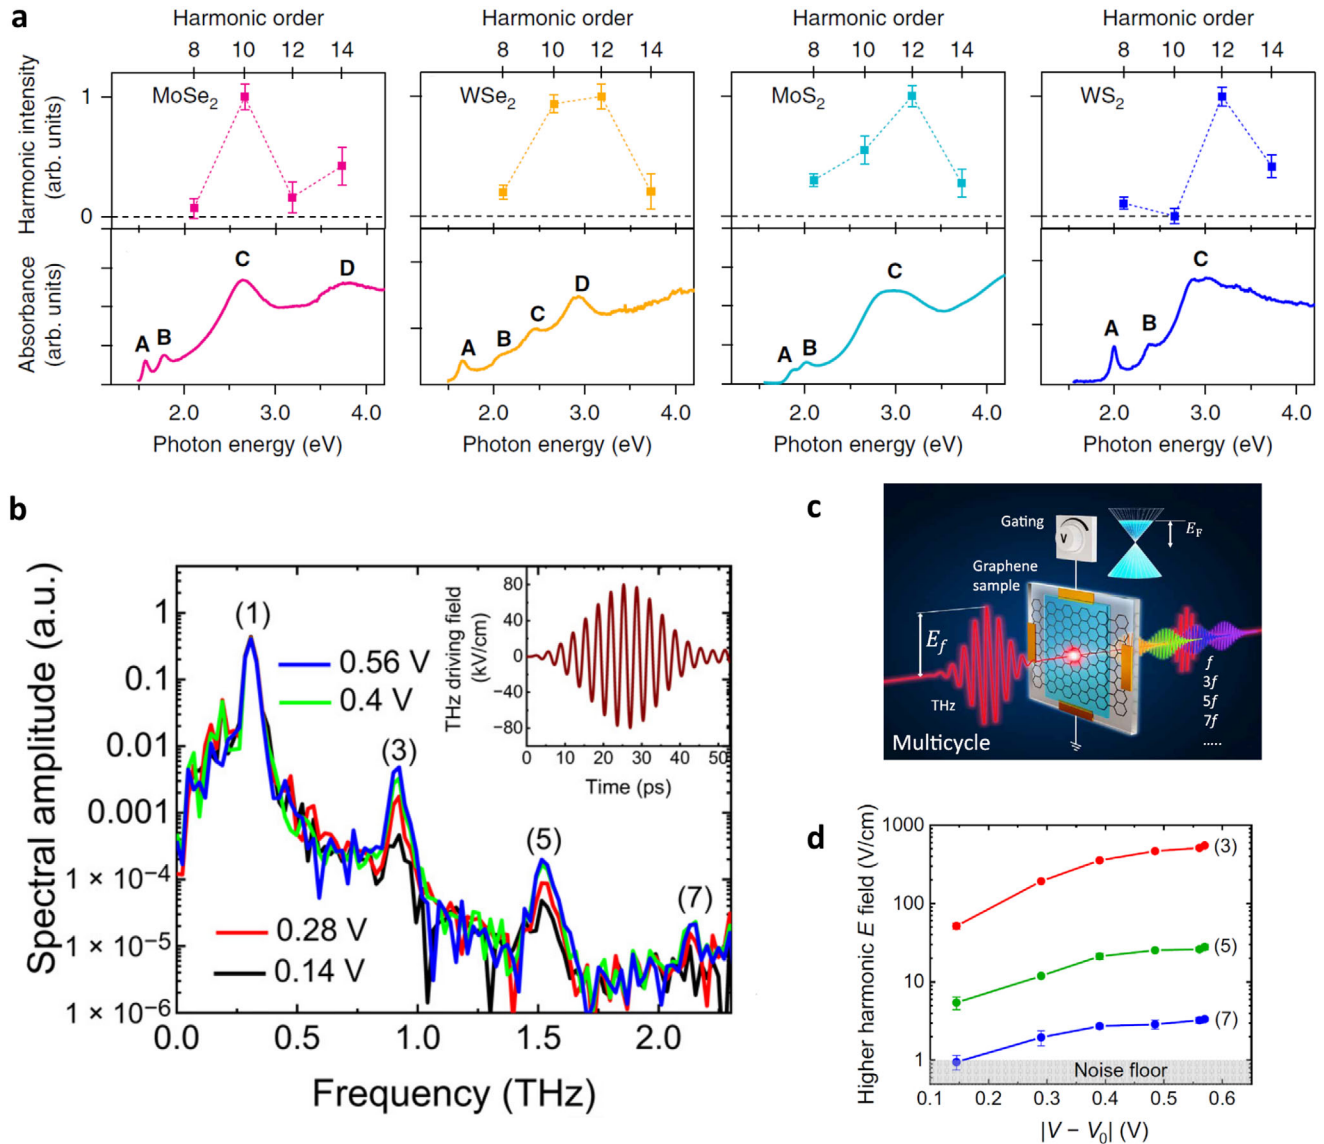 a
Harmonic order Harmonic order Harmonic order Harmonic order
8 10 12 14 8 10 12 14 8 10 12 14 8 10 12 14
MoSe2 WSe2 MoS2 WS2
Harmonic intensity
(arb. units)
1
0
Absorbance
(arb. units)
A B C D
A B C D
A B C
A B C
2.0 3.0 4.0 2.0 3.0 4.0 2.0 3.0 4.0 2.0 3.0 4.0
Photon energy (eV) Photon energy (eV) Photon energy (eV) Photon energy (eV)
b
Spectral amplitude (a.u.)
1
0.1
0.01
0.001
1 × 10−4
1 × 10−5
1 × 10−6
(1)
(3)
(5)
(7)
0.56 V
0.4 V
0.28 V
0.14 V
THz driving field
(kV/cm)
80
40
0
−40
−80
0 10 20 30 40 50
Time (ps)
0.0 0.5 1.0 1.5 2.0
Frequency (THz)
c
Gating
V
EF
Graphene
sample
Ef
THz
Multicycle
f
3f
5f
7f
.....
d
Higher harmonic E field (V/cm)
1000
100
10
1
(3)
(5)
(7)
Noise floor
0.1 0.2 0.3 0.4 0.5 0.6
|V − V0| (V)